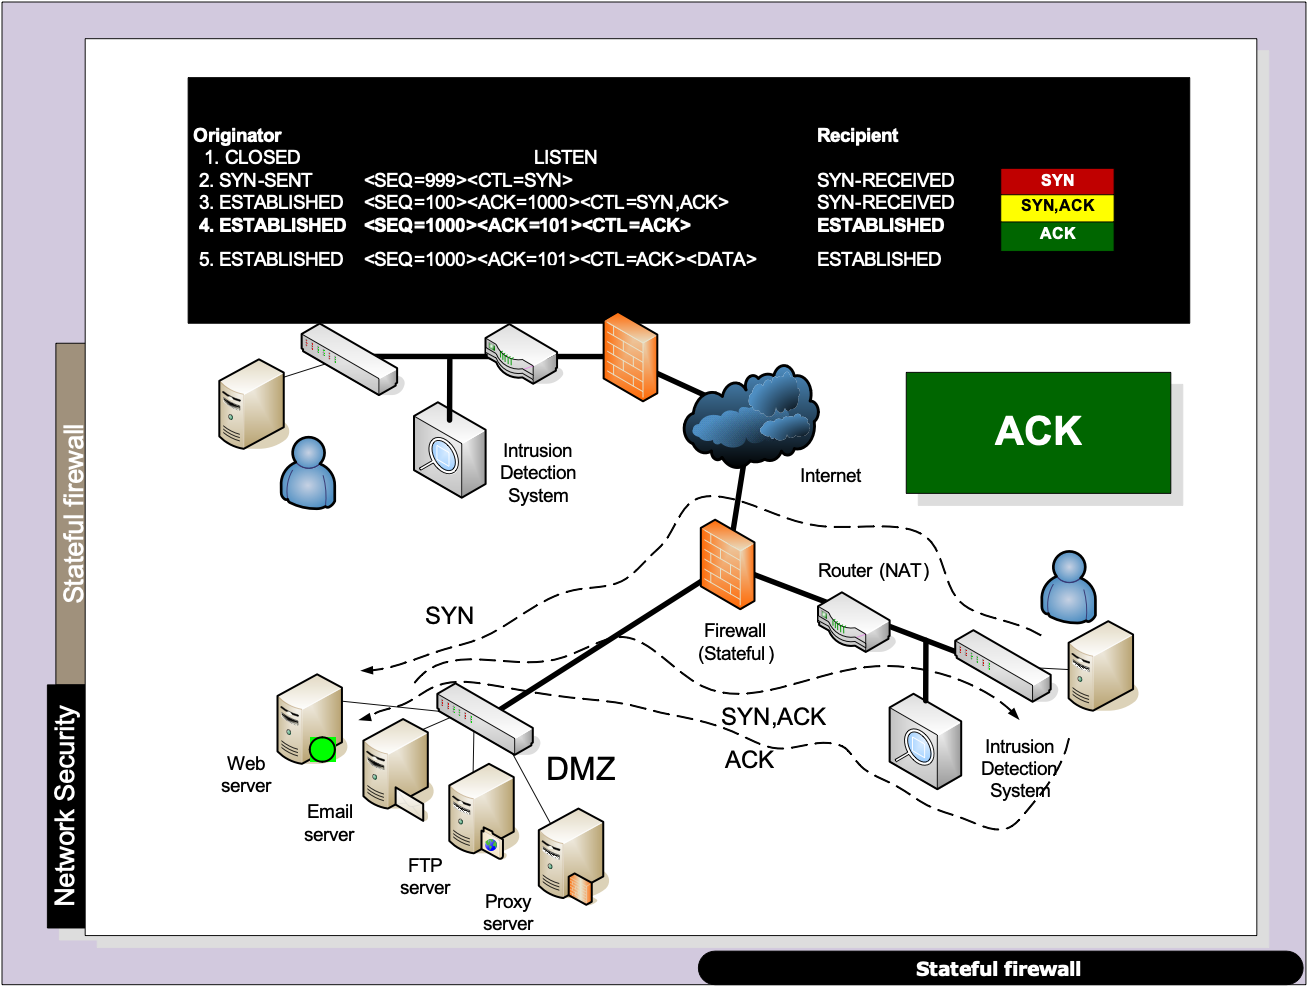 Originator Recipient
1. CLOSED LISTEN
2. SYN-SENT <SEQ=999><CTL=SYN> SYN-RECEIVED
3. ESTABLISHED <SEQ=100><ACK=1000><CTL=SYN,ACK> SYN-RECEIVED
4. ESTABLISHED <SEQ=1000><ACK=101><CTL=ACK> ESTABLISHED
5. ESTABLISHED <SEQ=1000><ACK=101><CTL=ACK><DATA> ESTABLISHED
SYN
SYN,ACK
ACK
Intrusion
Detection
System
Internet
ACK
Stateful firewall
Network Security
SYN
Router (NAT)
Firewall
(Stateful)
SYN,ACK
ACK
Intrusion
Detection
System
DMZ
Web
server
Email
server
FTP
server
Proxy
server
Stateful firewall